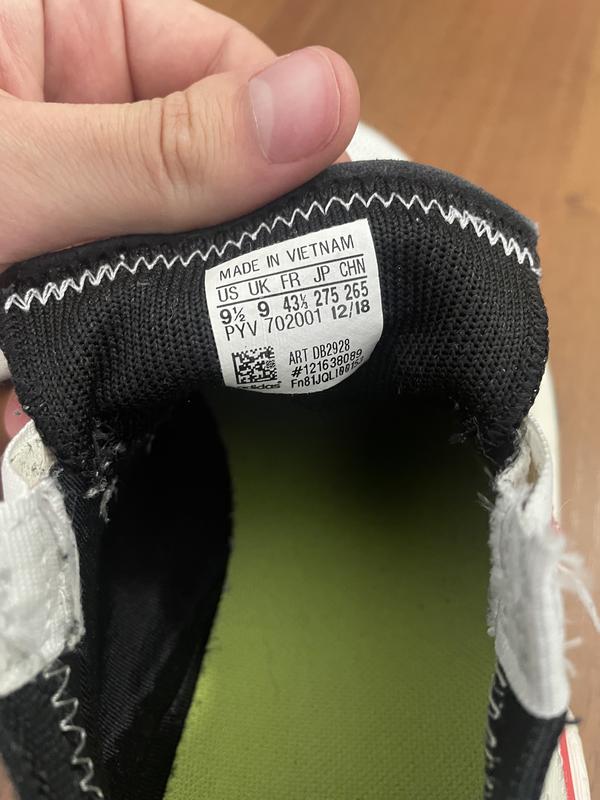 MADE IN VIETNAM
US UK FR JP CHN
9½ 9 43⅓ 275 265
PYV 702001 12/18
ART DB2928
#121638089
adidas